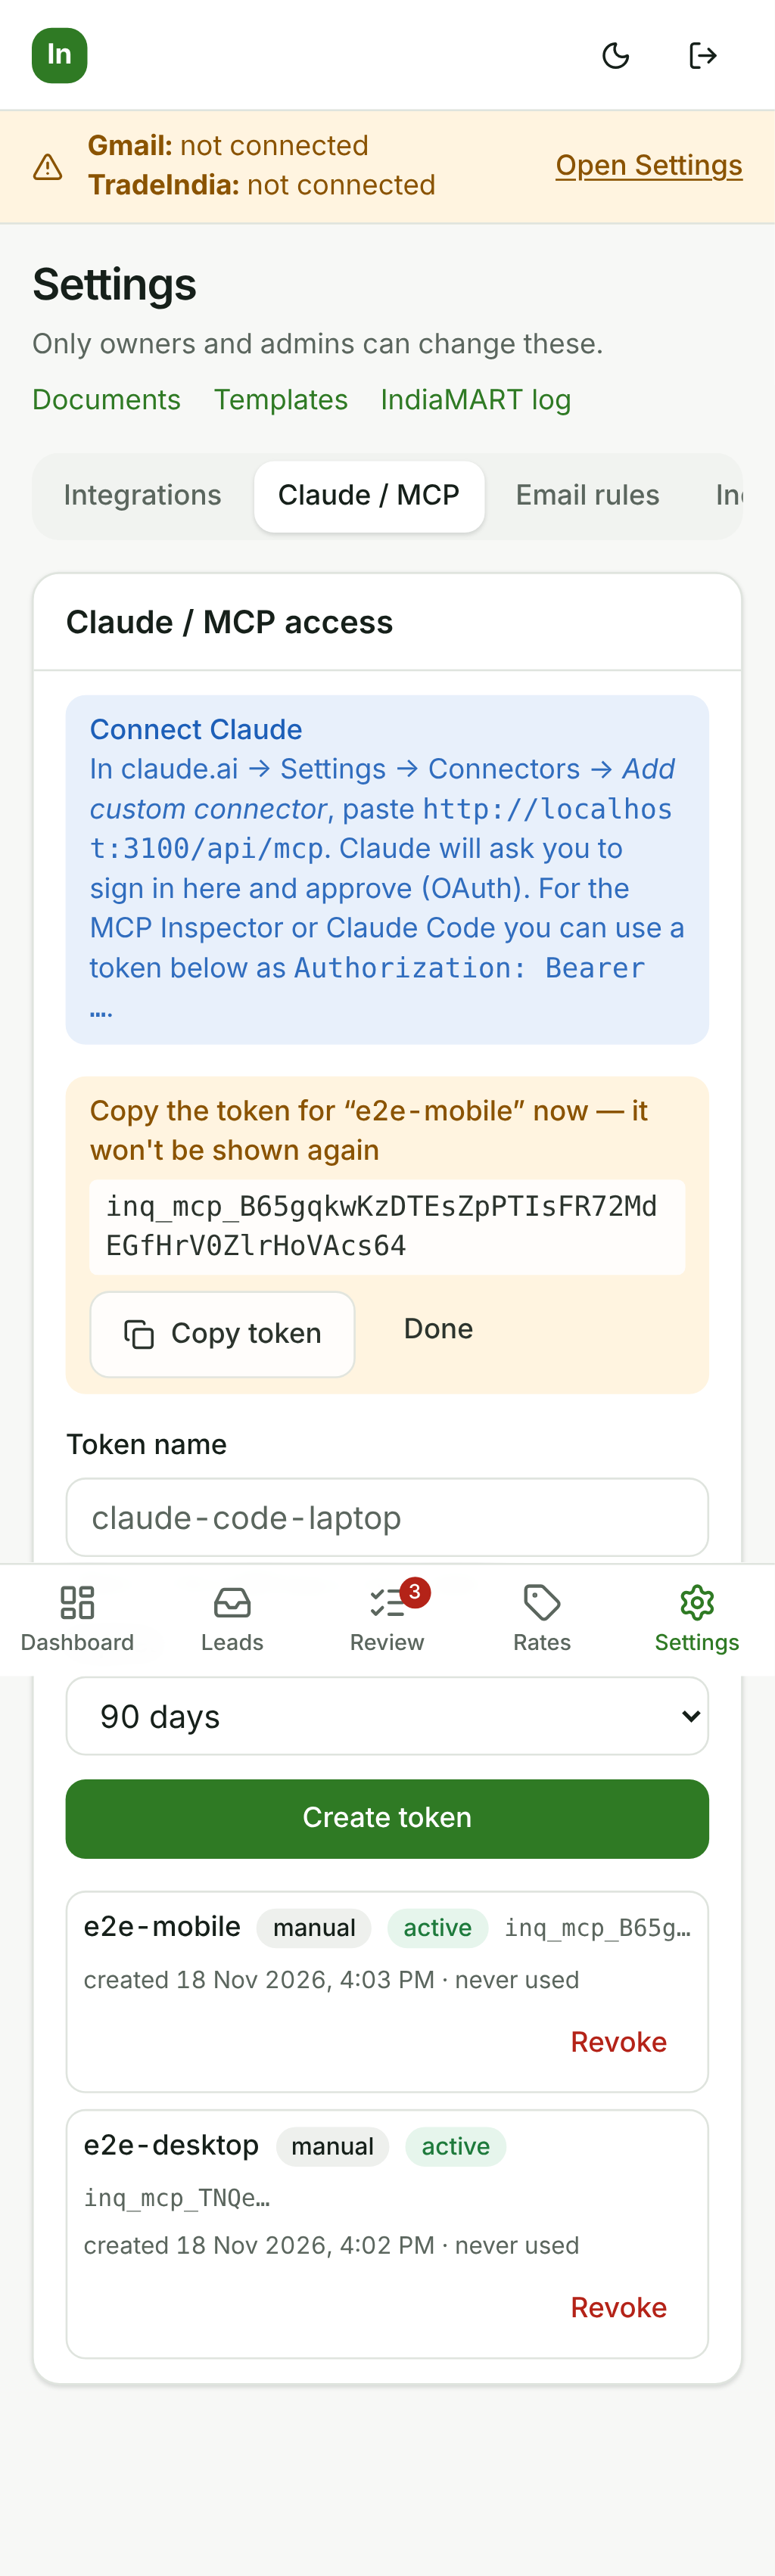 In
Gmail: not connected
TradeIndia: not connected
Open Settings
Settings
Only owners and admins can change these.
Documents Templates IndiaMART log
Integrations Claude / MCP Email rules
Claude / MCP access
Connect Claude
In claude.ai → Settings → Connectors → Add
custom connector, paste http://localhos
t:3100/api/mcp. Claude will ask you to
sign in here and approve (OAuth). For the
MCP Inspector or Claude Code you can use a
token below as Authorization: Bearer
….
Copy the token for “e2e-mobile” now — it
won't be shown again
inq_mcp_B65gqkwKzDTEsZpPTIsFR72Md
EGfHrV0ZlrHoVAcs64
Copy token Done
Token name
claude-code-laptop
3
Dashboard Leads Review Rates Settings
90 days
Create token
e2e-mobile manual active inq_mcp_B65g…
created 18 Nov 2026, 4:03 PM · never used
Revoke
e2e-desktop manual active
inq_mcp_TNQe…
created 18 Nov 2026, 4:02 PM · never used
Revoke